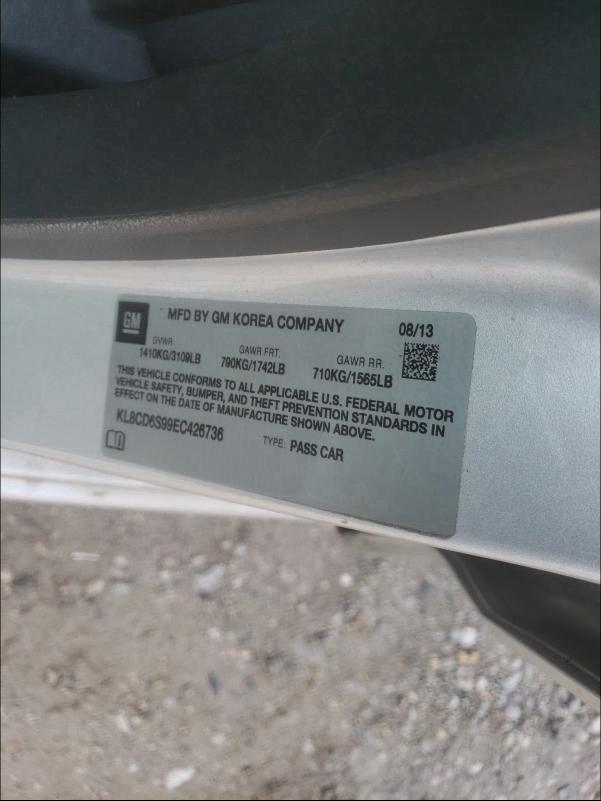 GM
MFD BY GM KOREA COMPANY 08/13
GVWR GAWR FRT. GAWR RR.
1410KG/3109LB 790KG/1742LB 710KG/1565LB
THIS VEHICLE CONFORMS TO ALL APPLICABLE U.S. FEDERAL MOTOR
VEHICLE SAFETY, BUMPER, AND THEFT PREVENTION STANDARDS IN
EFFECT ON THE DATE OF MANUFACTURE SHOWN ABOVE.
KL8CD6S99EC426736 TYPE: PASS CAR